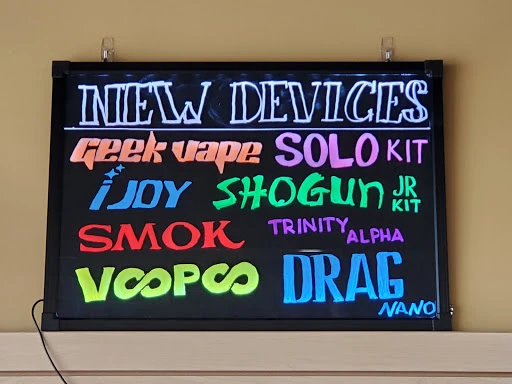 NEW DEVICES
GEEK VAPE SOLO KIT
iJOY SHOGUN JR KIT
SMOK TRINITY ALPHA
VOOPOO DRAG NANO